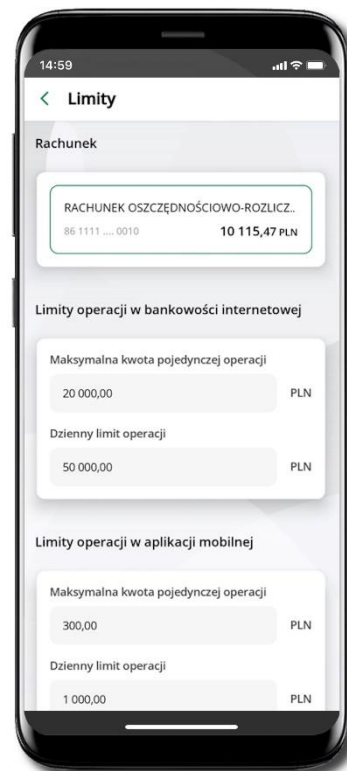 14:59
Limity
Rachunek
RACHUNEK OSZCZĘDNOŚCIOWO-ROZLICZ..
86 1111 .... 0010 10 115,47 PLN
Limity operacji w bankowości internetowej
Maksymalna kwota pojedynczej operacji
20 000,00 PLN
Dzienny limit operacji
50 000,00 PLN
Limity operacji w aplikacji mobilnej
Maksymalna kwota pojedynczej operacji
300,00 PLN
Dzienny limit operacji
1 000,00 PLN